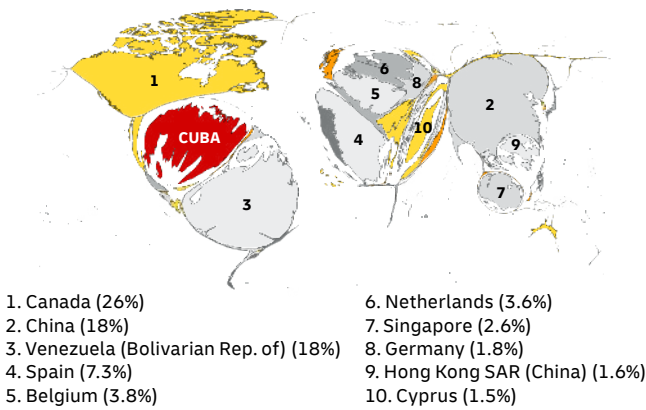 1
6
8
5
2
CUBA
10
4
9
3
7
1. Canada (26%)
2. China (18%)
3. Venezuela (Bolivarian Rep. of) (18%)
4. Spain (7.3%)
5. Belgium (3.8%)
6. Netherlands (3.6%)
7. Singapore (2.6%)
8. Germany (1.8%)
9. Hong Kong SAR (China) (1.6%)
10. Cyprus (1.5%)